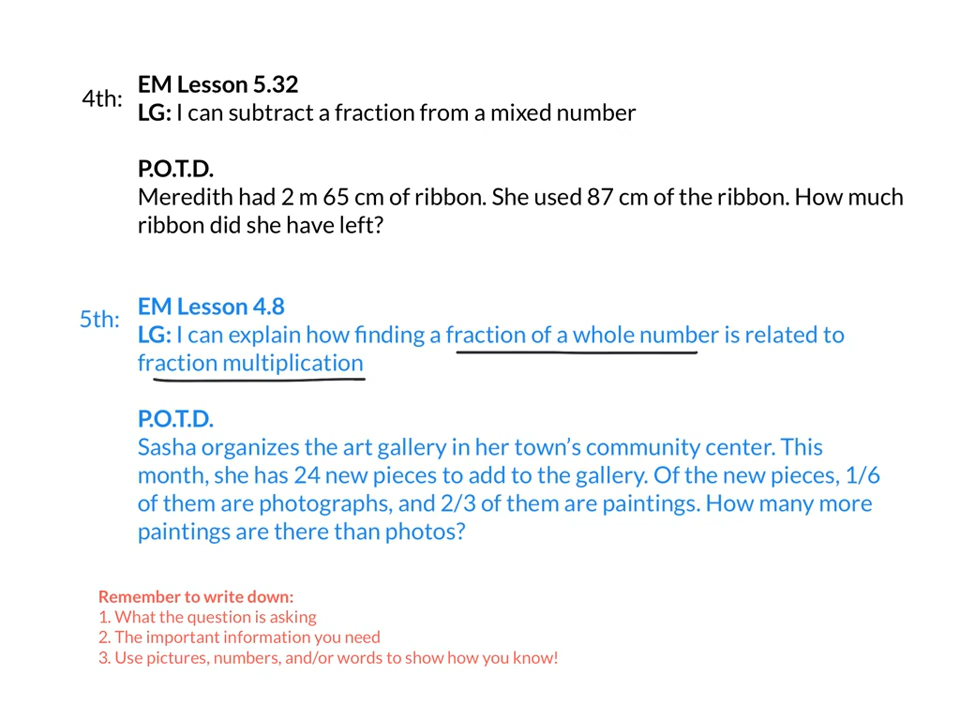 4th:
EM Lesson 5.32
LG: I can subtract a fraction from a mixed number
P.O.T.D.
Meredith had 2 m 65 cm of ribbon. She used 87 cm of the ribbon. How much
ribbon did she have left?
5th:
EM Lesson 4.8
LG: I can explain how finding a fraction of a whole number is related to
fraction multiplication
P.O.T.D.
Sasha organizes the art gallery in her town’s community center. This
month, she has 24 new pieces to add to the gallery. Of the new pieces, 1/6
of them are photographs, and 2/3 of them are paintings. How many more
paintings are there than photos?
Remember to write down:
1. What the question is asking
2. The important information you need
3. Use pictures, numbers, and/or words to show how you know!